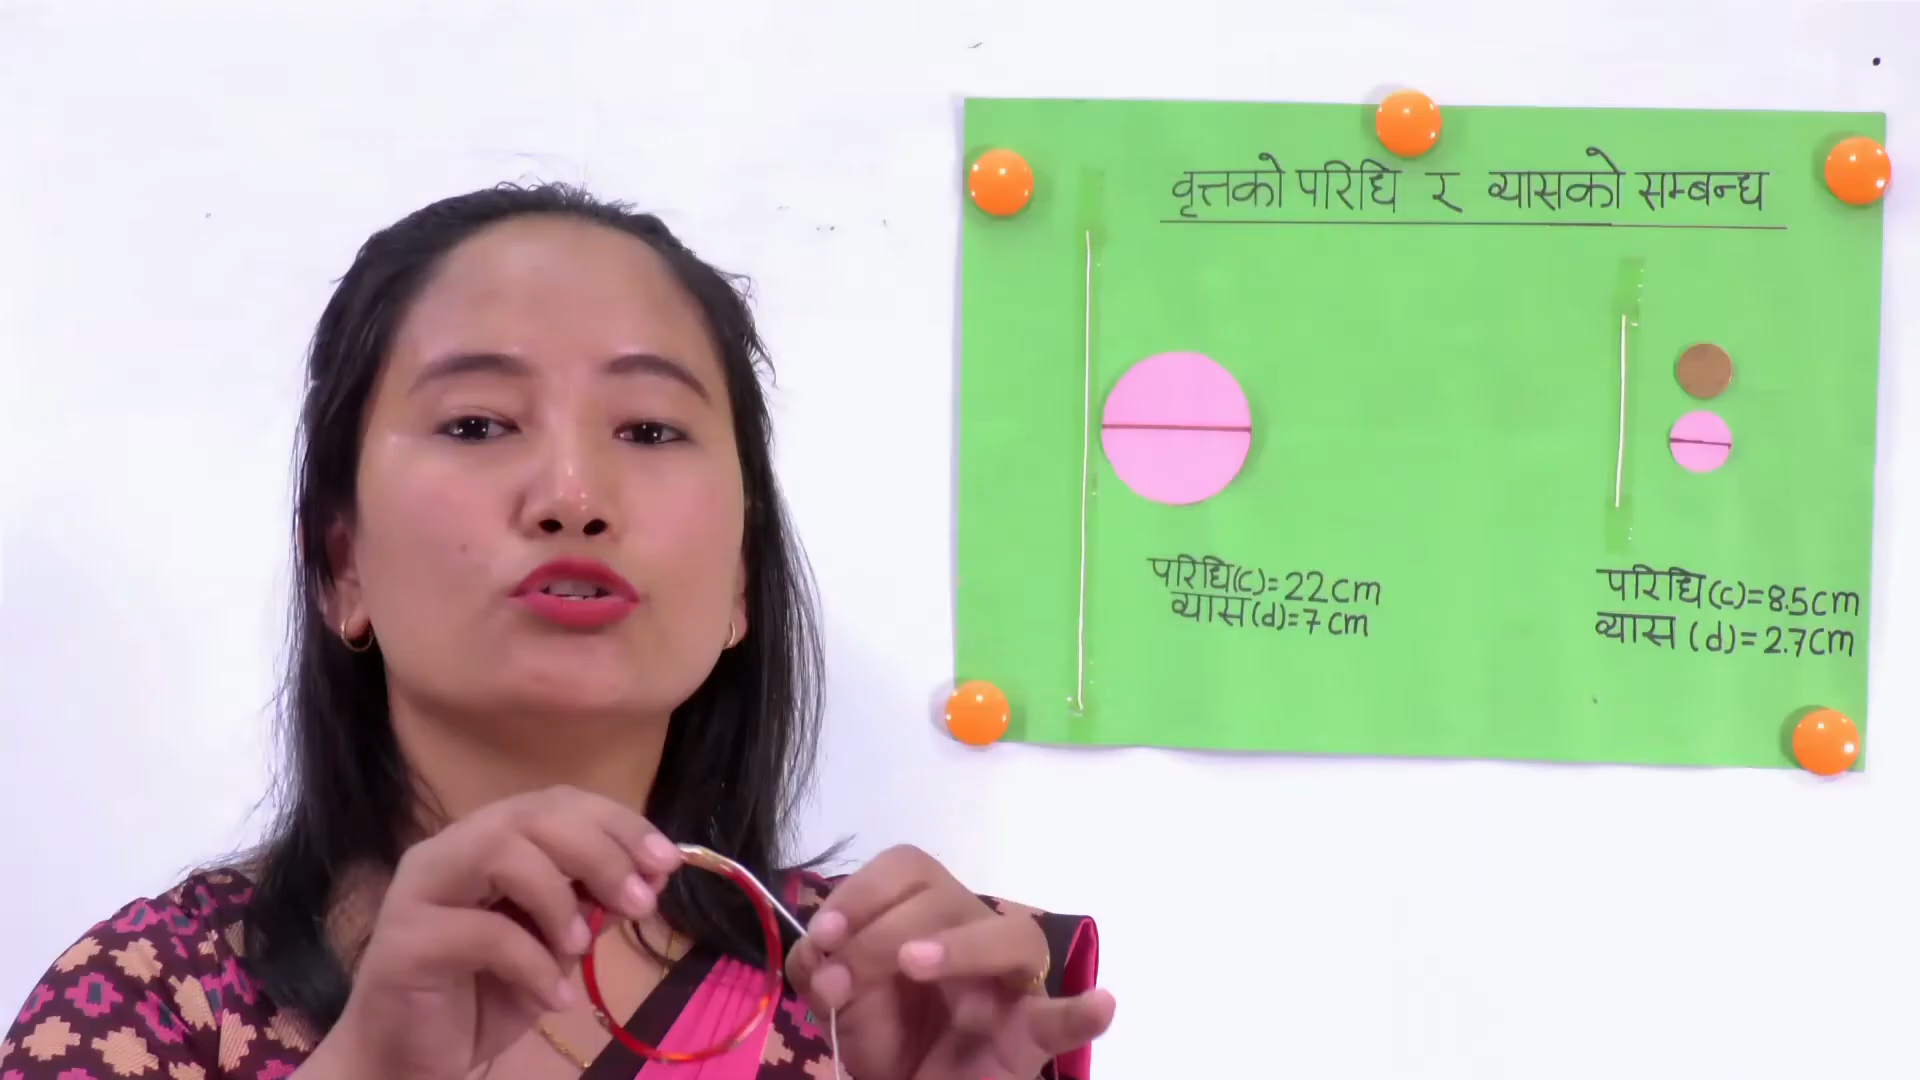 वृत्तको परिधि र व्यासको सम्बन्ध
परिधि(c)=22cm
व्यास(d)=7cm
परिधि(c)=8.5cm
व्यास (d)=2.7cm